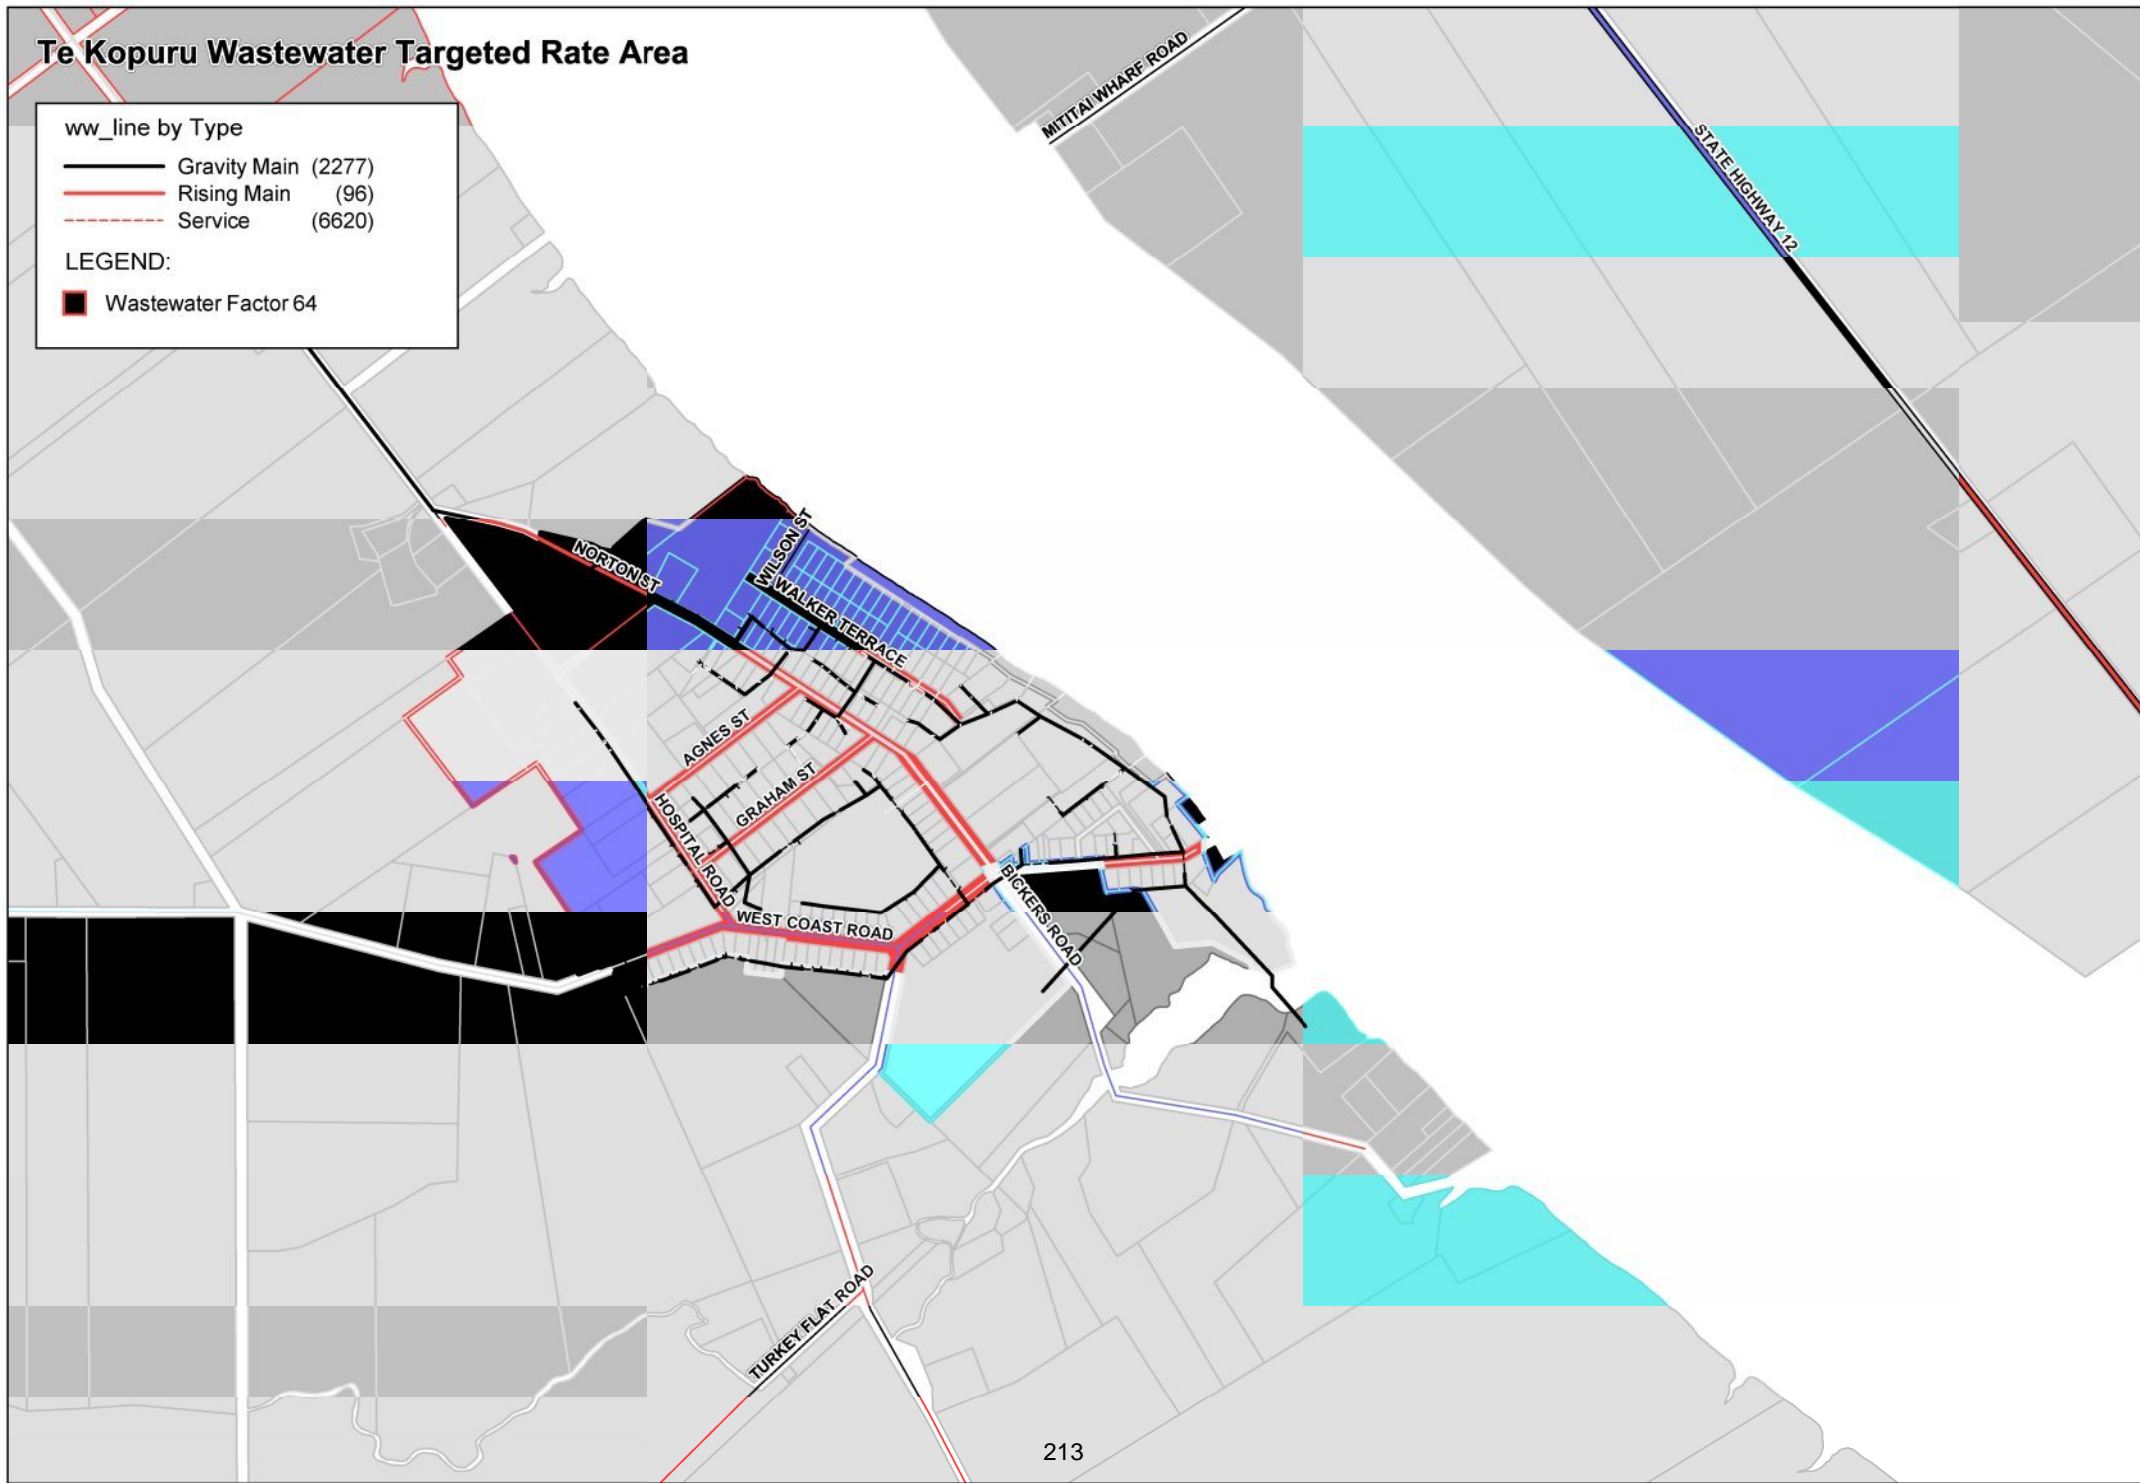 Te Kopuru Wastewater Targeted Rate Area
ww_line by Type
Gravity Main (2277)
Rising Main (96)
Service (6620)
LEGEND:
Wastewater Factor 64
MITITAI WHARF ROAD
STATE HIGHWAY 12
NORTON ST
WILSON ST
WALKER TERRACE
AGNES ST
GRAHAM ST
HOSPITAL ROAD
WEST COAST ROAD
BICKERS ROAD
TURKEY FLAT ROAD
213